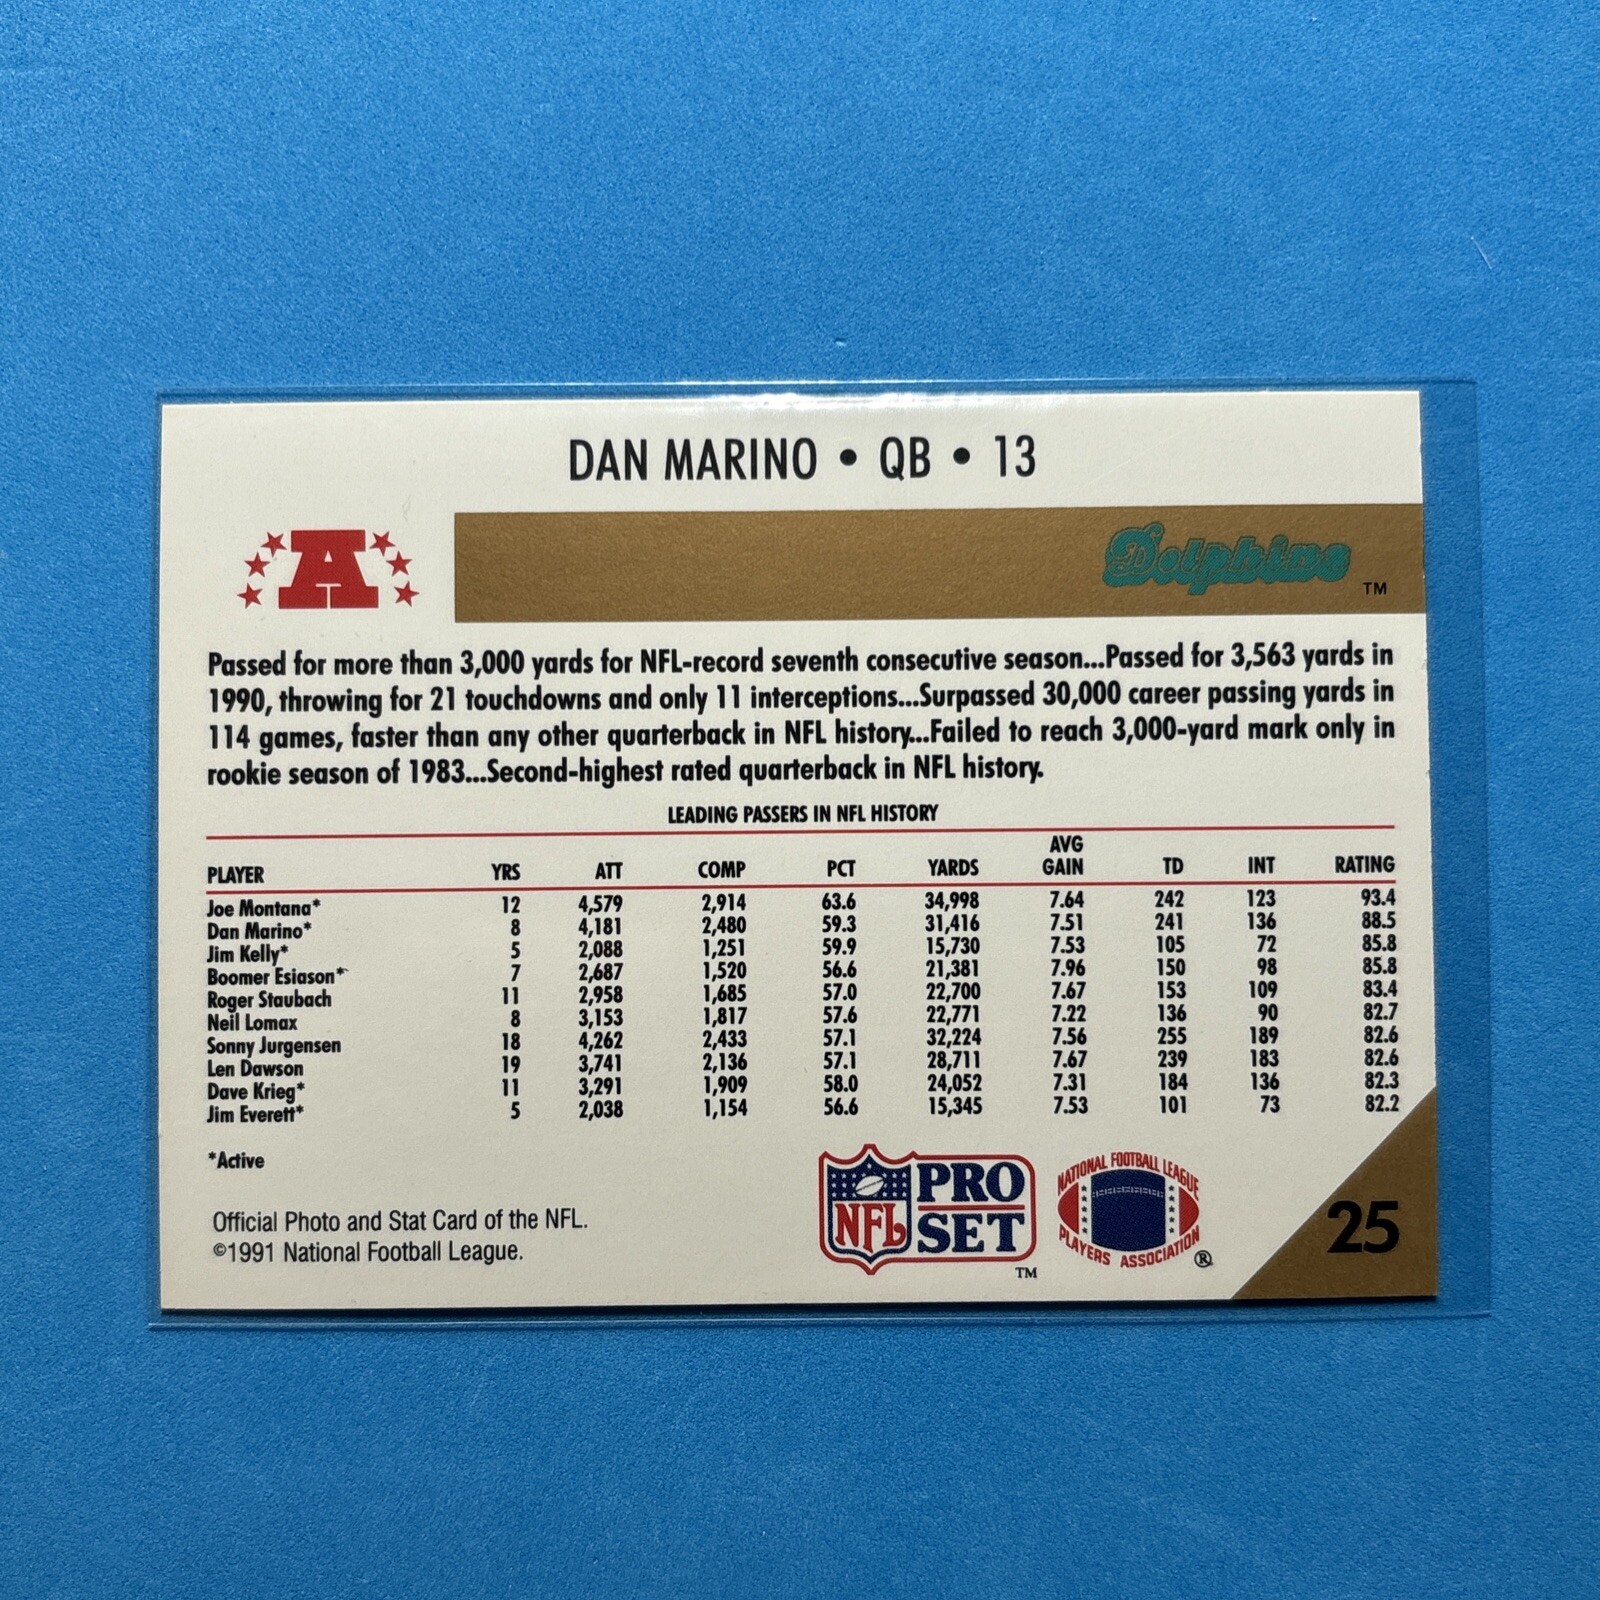 DAN MARINO • QB • 13
A
Dolphins
TM
Passed for more than 3,000 yards for NFL-record seventh consecutive season...Passed for 3,563 yards in
1990, throwing for 21 touchdowns and only 11 interceptions...Surpassed 30,000 career passing yards in
114 games, faster than any other quarterback in NFL history...Failed to reach 3,000-yard mark only in
rookie season of 1983...Second-highest rated quarterback in NFL history.
LEADING PASSERS IN NFL HISTORY
PLAYER YRS ATT COMP PCT YARDS AVG GAIN TD INT RATING
Joe Montana* 12 4,579 2,914 63.6 34,998 7.64 242 123 93.4
Dan Marino* 8 4,181 2,480 59.3 31,416 7.51 241 136 88.5
Jim Kelly* 5 2,088 1,251 59.9 15,730 7.53 105 72 85.8
Boomer Esiason* 7 2,687 1,520 56.6 21,381 7.96 150 98 85.8
Roger Staubach 11 2,958 1,685 57.0 22,700 7.67 153 109 83.4
Neil Lomax 8 3,153 1,817 57.6 22,771 7.22 136 90 82.7
Sonny Jurgensen 18 4,262 2,433 57.1 32,224 7.56 255 189 82.6
Len Dawson 19 3,741 2,136 57.1 28,711 7.67 239 183 82.6
Dave Krieg* 11 3,291 1,909 58.0 24,052 7.31 184 136 82.3
Jim Everett* 5 2,038 1,154 56.6 15,345 7.53 101 73 82.2
*Active
Official Photo and Stat Card of the NFL.
©1991 National Football League.
NFL
PRO
SET
TM
NATIONAL FOOTBALL LEAGUE
PLAYERS ASSOCIATION
®
25